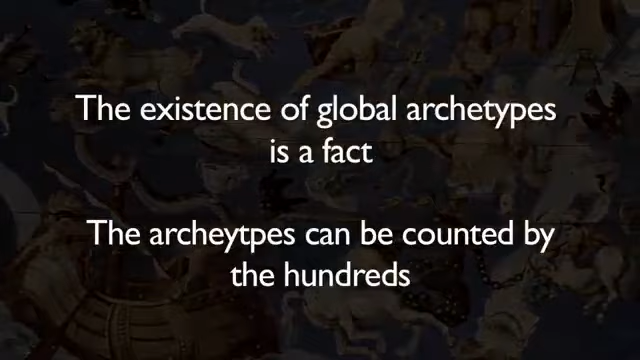 The existence of global archetypes
is a fact
The archeytpes can be counted by
the hundreds